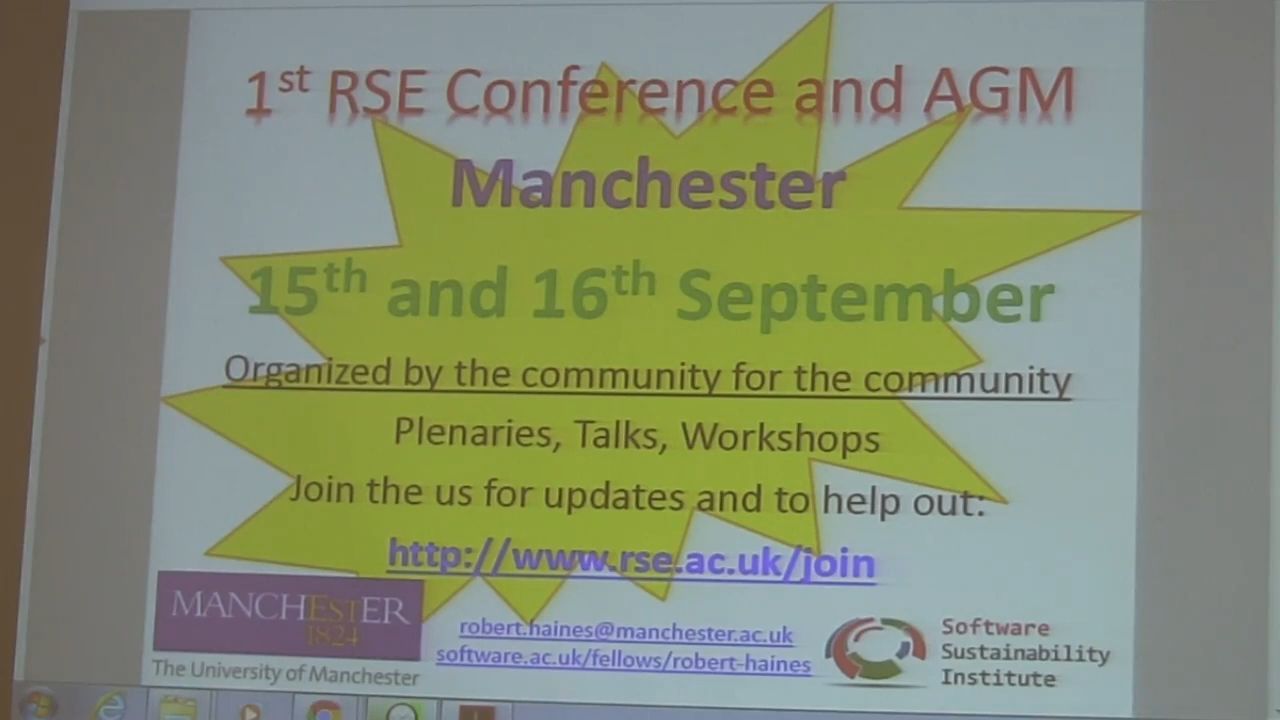 1st RSE Conference and AGM
Manchester
15th and 16th September
Organized by the community for the community
Plenaries, Talks, Workshops
Join the us for updates and to help out:
http://www.rse.ac.uk/join
MANCHESTER
1824
The University of Manchester
robert.haines@manchester.ac.uk
software.ac.uk/fellows/robert-haines
Software
Sustainability
Institute